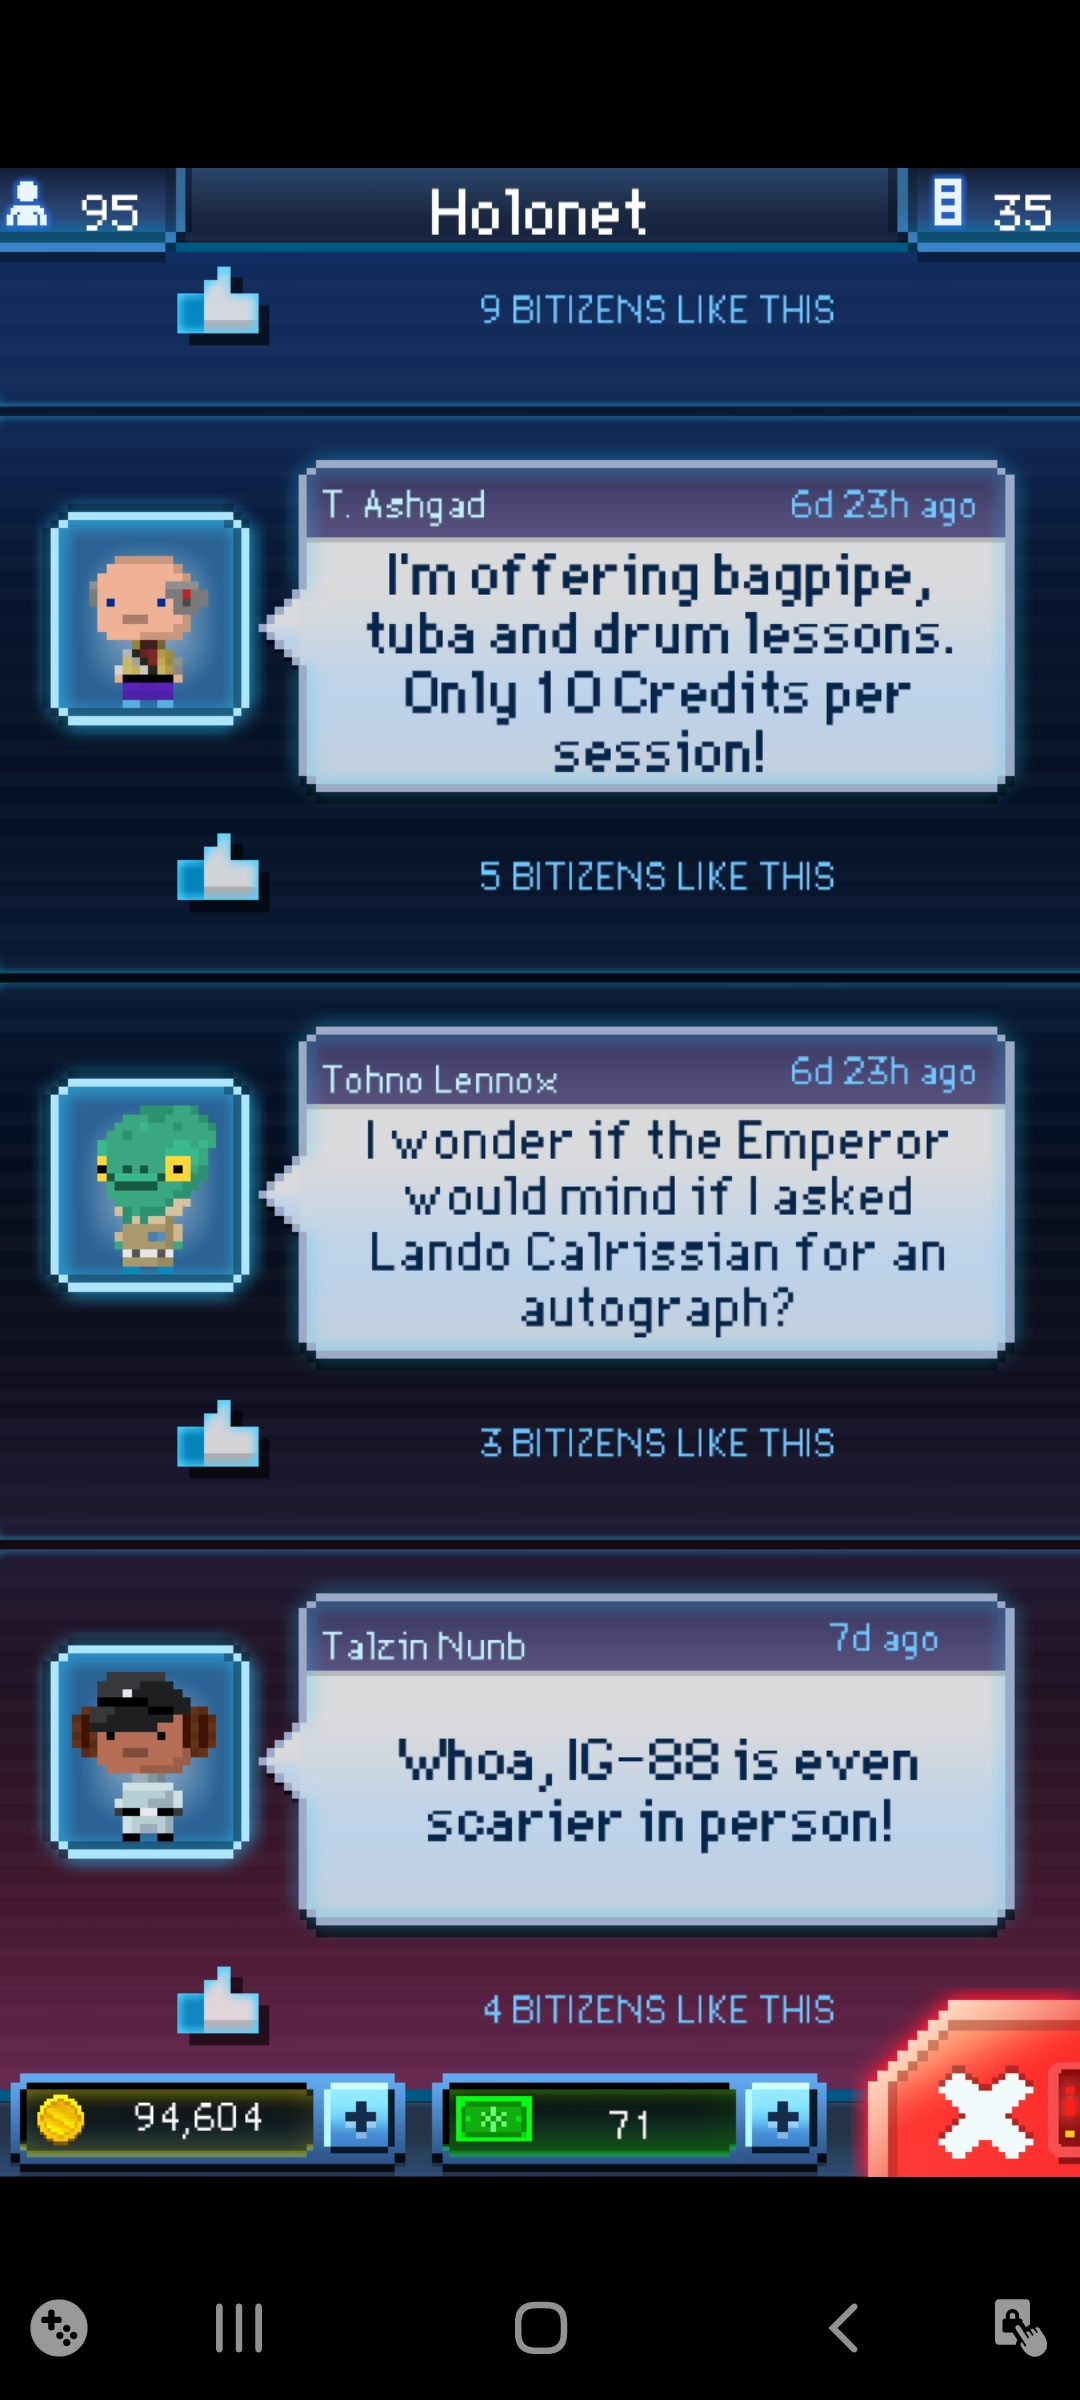 95
Holonet
35
9 BITIZENS LIKE THIS
T. Ashgad
6d 23h ago
I'm offering bagpipe,
tuba and drum lessons.
Only 10 Credits per
session!
5 BITIZENS LIKE THIS
Tohno Lennox
6d 23h ago
I wonder if the Emperor
would mind if I asked
Lando Calrissian for an
autograph?
3 BITIZENS LIKE THIS
Talzin Nunb
7d ago
Whoa, IG-88 is even
scarier in person!
4 BITIZENS LIKE THIS
94,604
71